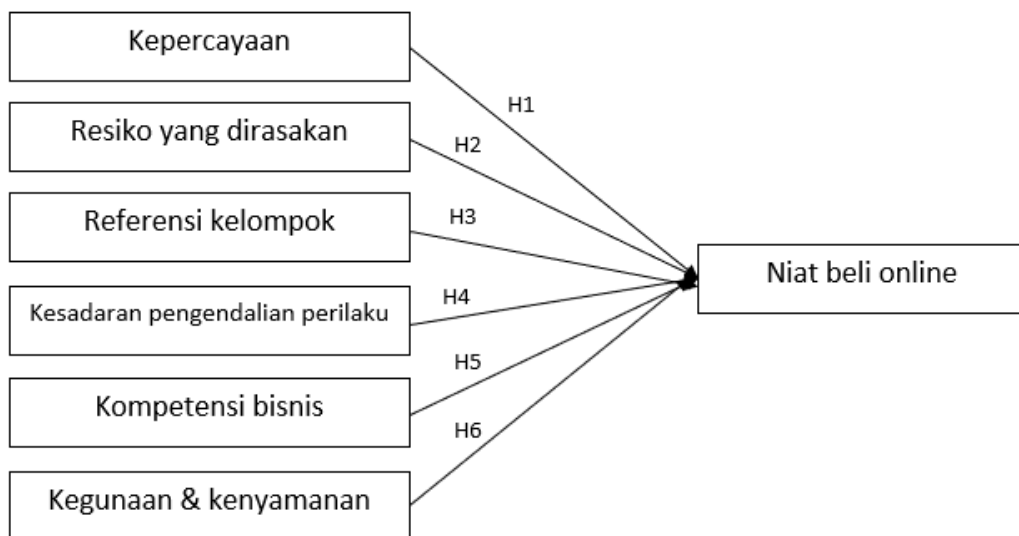 Kepercayaan
H1
Resiko yang dirasakan
H2
Referensi kelompok
H3
Niat beli online
Kesadaran pengendalian perilaku
H4
Kompetensi bisnis
H5
Kegunaan & kenyamanan
H6